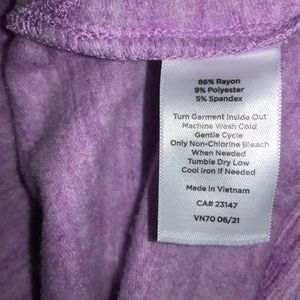 86% Rayon
9% Polyester
5% Spandex
Turn Garment Inside Out
Machine Wash Cold
Gentle Cycle
Only Non-Chlorine Bleach
When Needed
Tumble Dry Low
Cool Iron if Needed
Made in Vietnam
CA# 23147
VN70 06/21